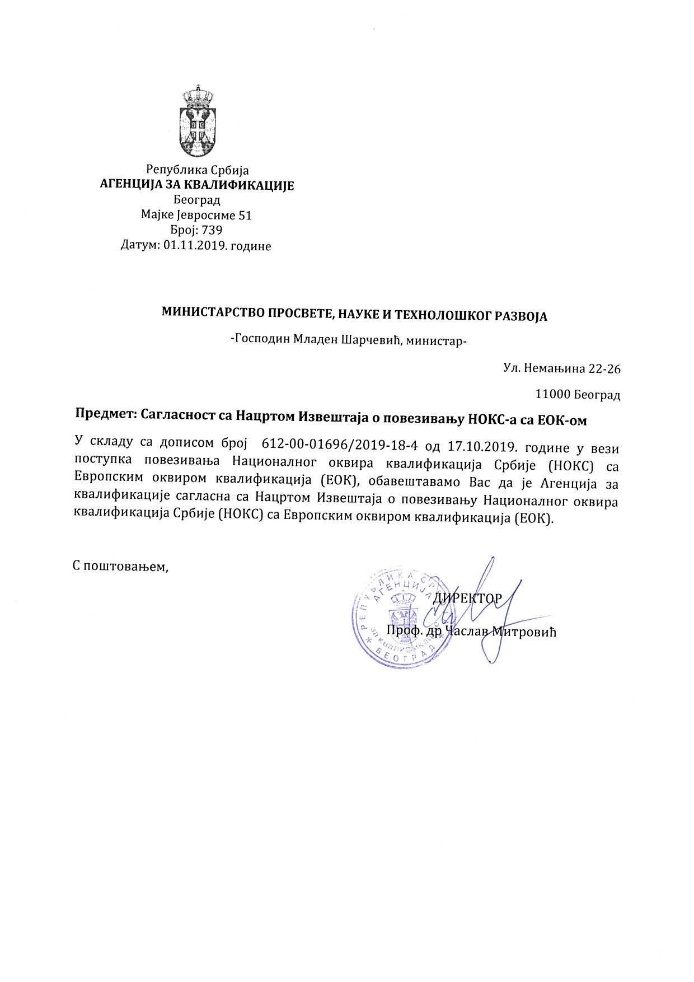 Република Србија
АГЕНЦИЈА ЗА КВАЛИФИКАЦИЈЕ
Београд
Мајке Јевросиме 51
Број: 739
Датум: 01.11.2019. године
МИНИСТАРСТВО ПРОСВЕТЕ, НАУКЕ И ТЕХНОЛОШКОГ РАЗВОЈА
-Господин Младен Шарчевић, министар-
Ул. Немањина 22-26
11000 Београд
Предмет: Сагласност са Нацртом Извештаја о повезивању НОКС-а са ЕОК-ом
У складу са дописом број 612-00-01696/2019-18-4 од 17.10.2019. године у вези
поступка повезивања Националног оквира квалификација Србије (НОКС) са
Европским оквиром квалификација (ЕОК), обавештавамо Вас да је Агенција за
квалификације сагласна са Нацртом Извештаја о повезивању Националног оквира
квалификација Србије (НОКС) са Европским оквиром квалификација (ЕОК).
С поштовањем,
ДИРЕКТОР
Проф. др Часлав Митровић
РЕПУБЛИКА
АГЕНЦИЈА
БЕОГРАД